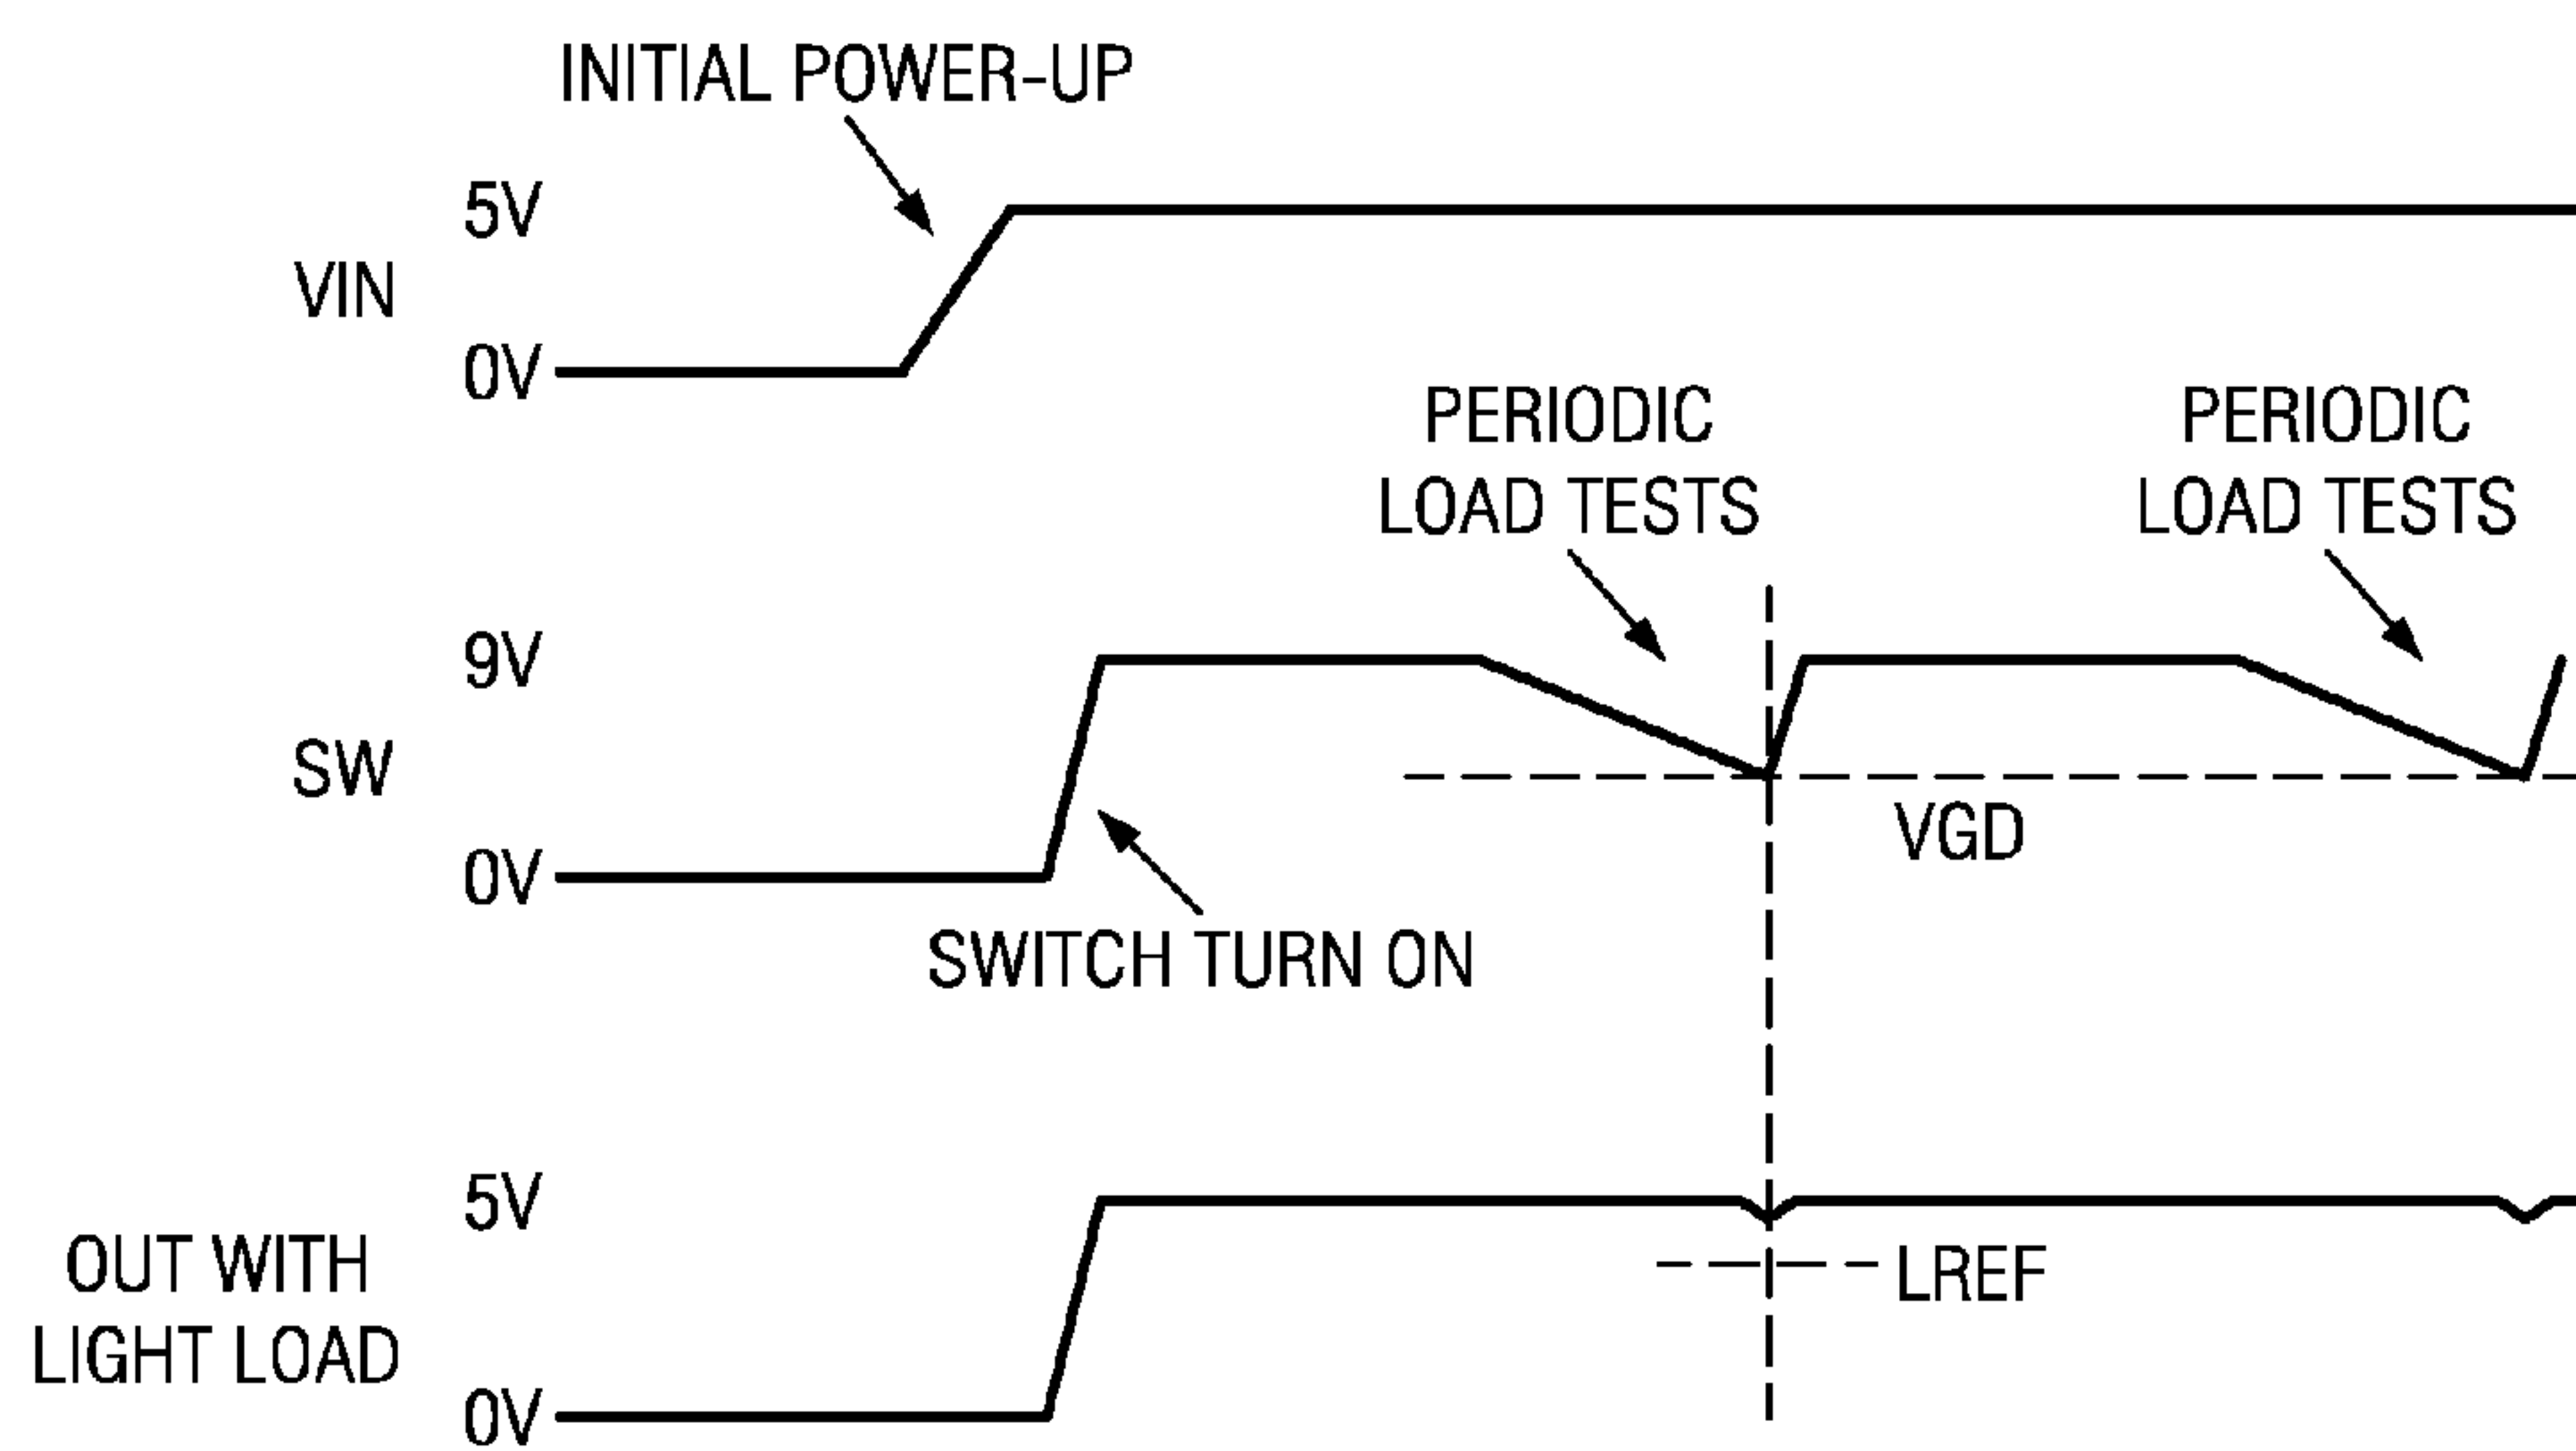 INITIAL POWER-UP
5V
VIN
0V
PERIODIC
LOAD TESTS
PERIODIC
LOAD TESTS
9V
SW
VGD
0V
SWITCH TURN ON
5V
OUT WITH
LIGHT LOAD
LREF
0V